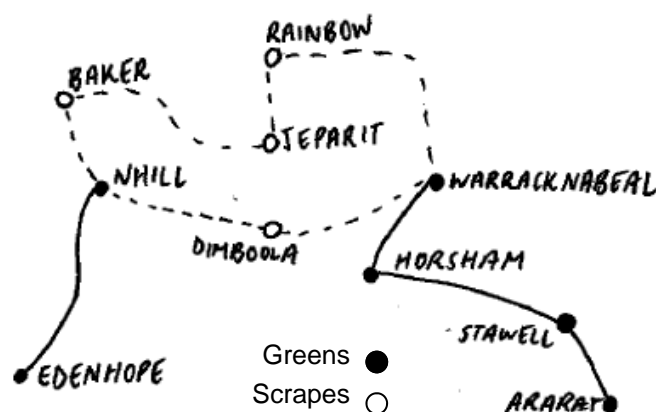 RAINBOW
BAKER
JEPARIT
NHILL
WARRACKNABEAL
DIMBOOLA
HORSHAM
STAWELL
Greens
EDENHOPE
Scrapes
ARARAT